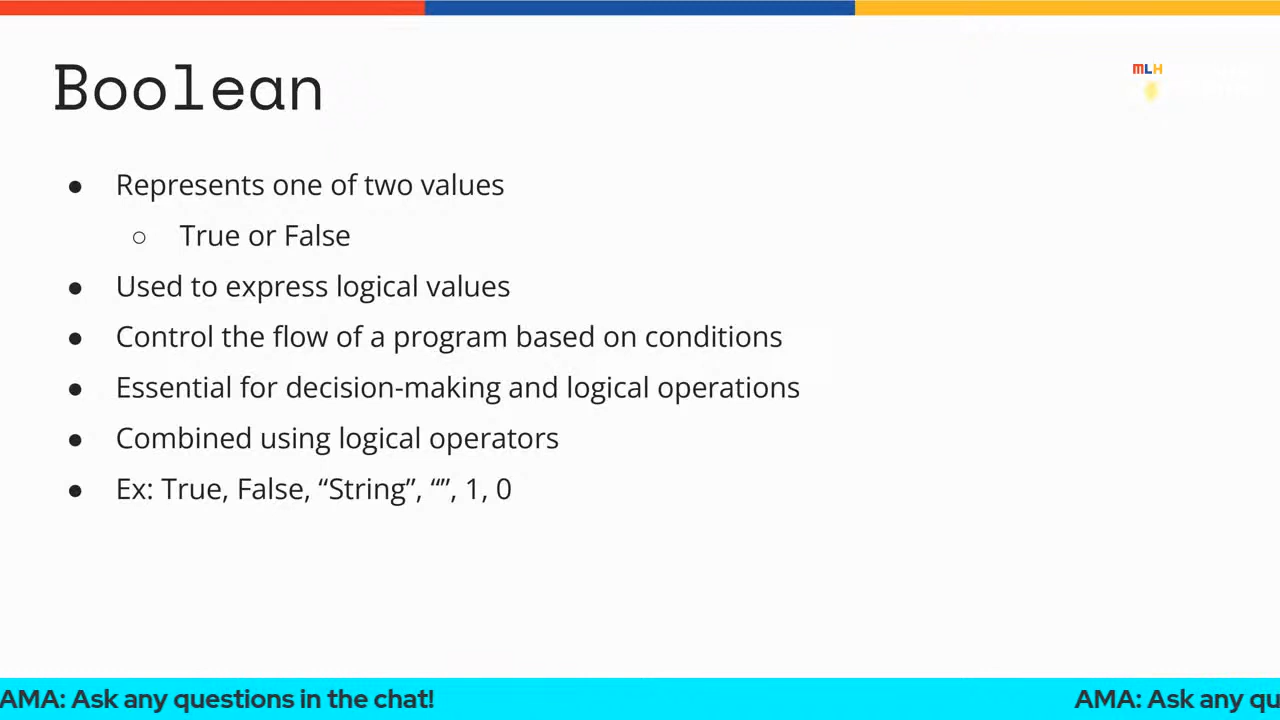 Boolean
MLH
● Represents one of two values
○ True or False
● Used to express logical values
● Control the flow of a program based on conditions
● Essential for decision-making and logical operations
● Combined using logical operators
● Ex: True, False, “String”, “”, 1, 0
AMA: Ask any questions in the chat! AMA: Ask any qu